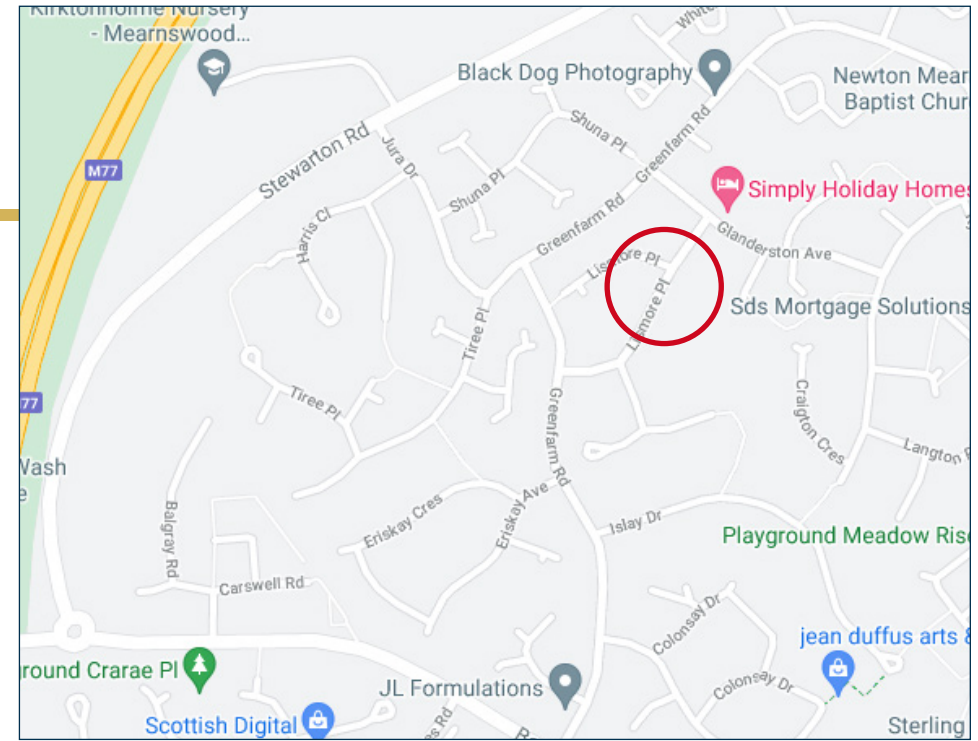 Kirktonholme Nursery
- Mearnswood...
White
Black Dog Photography
Newton Mear
Baptist Chur
M77
Stewarton Rd
Jura Dr
Shuna Pl
Greenfarm Rd
Shuna Pl
Simply Holiday Homes
Harris Cl
Greenfarm Rd
Glanderston Ave
Lismore Pl
Lismore Pl
Sds Mortgage Solutions
Tiree Pl
Tiree Pl
Greenfarm Rd
Craigton Cres
77
Langton
Wash
e
Balgray Rd
Eriskay Cres
Eriskay Ave
Islay Dr
Playground Meadow Rise
Carswell Rd
Colonsay Dr
jean duffus arts &
round Crarae Pl
JL Formulations
Colonsay Dr
Scottish Digital
es Rd
Sterling